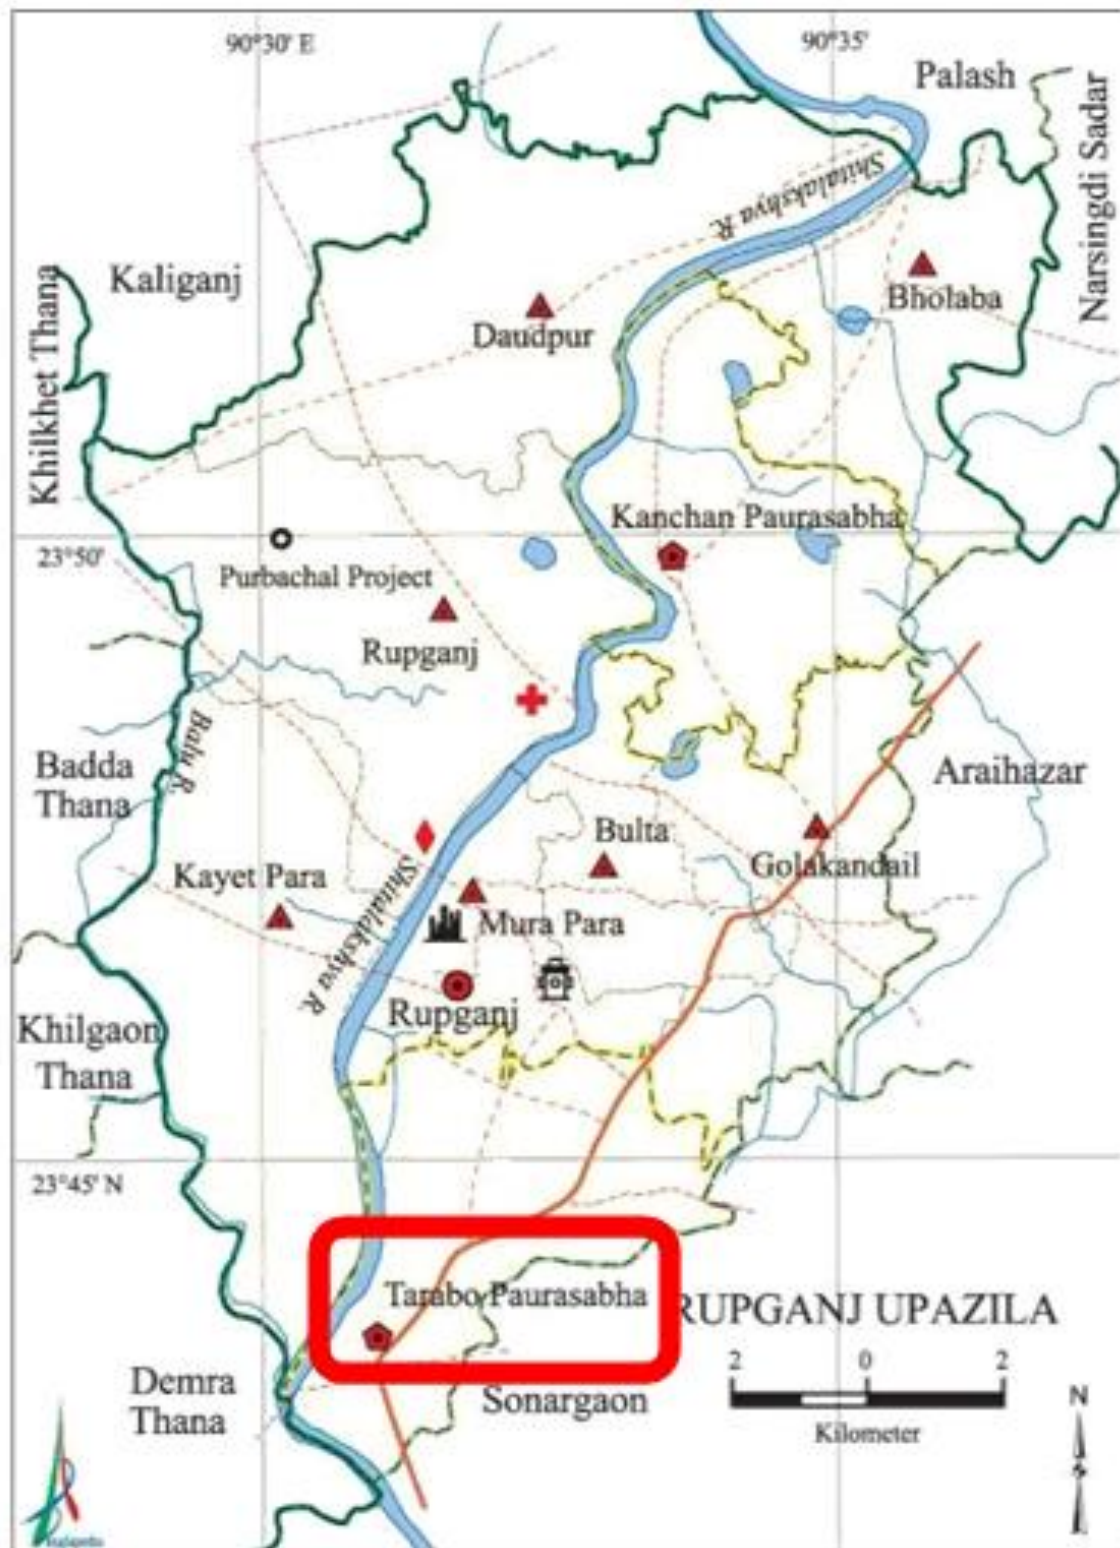 90°30' E
90°35'
Palash
Narsingdi Sadar
Shitalakshya R.
Kaliganj
Khilkhet Thana
Bholaba
Daudpur
Kanchan Paurasabha
23°50'
Purbachal Project
Rupganj
Balu R.
Badda
Thana
Araihazar
Bulta
Golakandail
Kayet Para
Mura Para
Shitalakshya R.
Rupganj
Khilgaon
Thana
23°45' N
Tarabo Paurasabha
RUPGANJ UPAZILA
2 0 2
Kilometer
N
Demra
Thana
Sonargaon